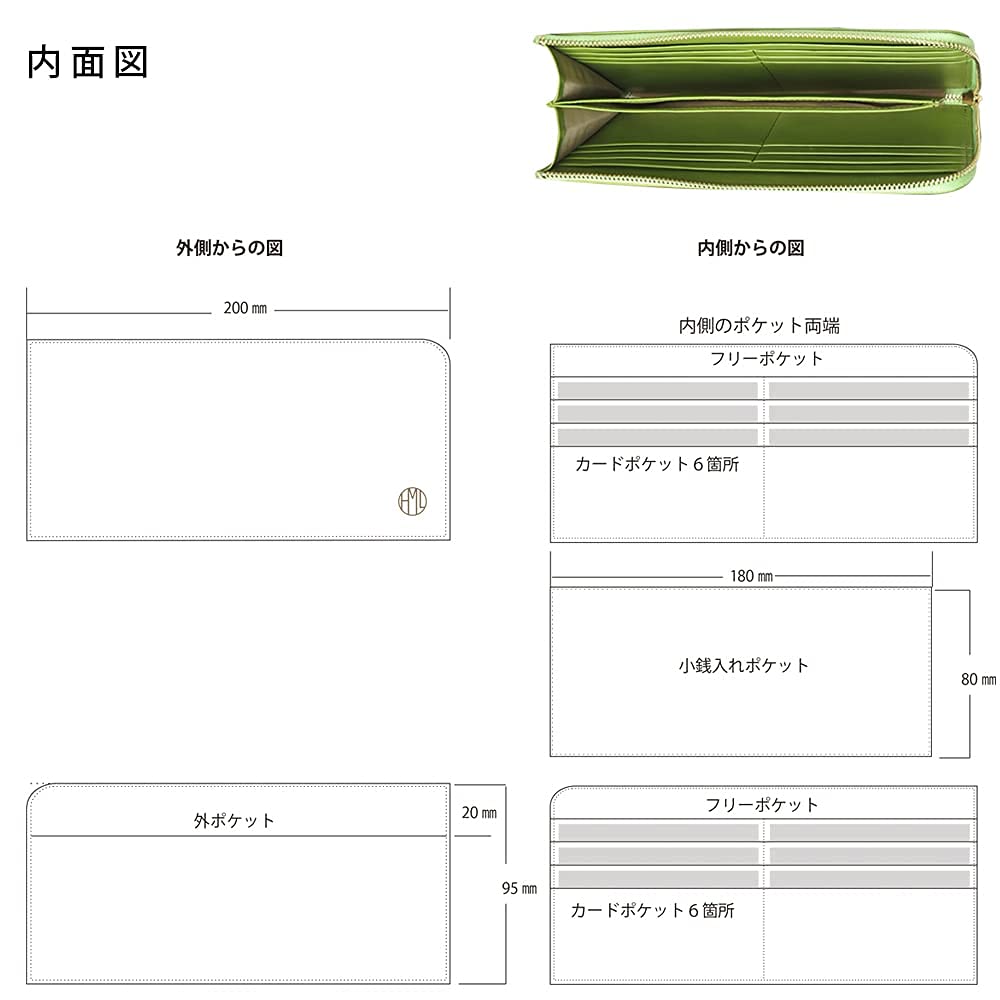 内面図
外側からの図
内側からの図
200 ㎜
内側のポケット両端
フリーポケット
カードポケット６箇所
HML
180 ㎜
小銭入れポケット
80 ㎜
外ポケット
20 ㎜
95 ㎜
フリーポケット
カードポケット６箇所